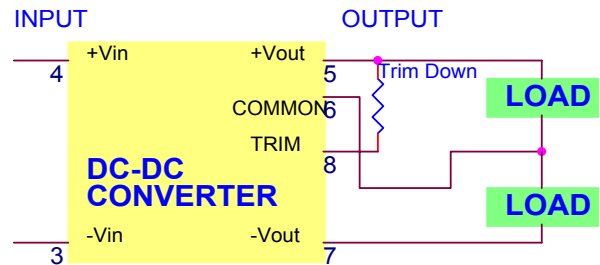 INPUT
OUTPUT
+Vin
+Vout
4
5
Trim Down
COMMON
6
LOAD
TRIM
8
DC-DC
CONVERTER
LOAD
-Vin
-Vout
3
7